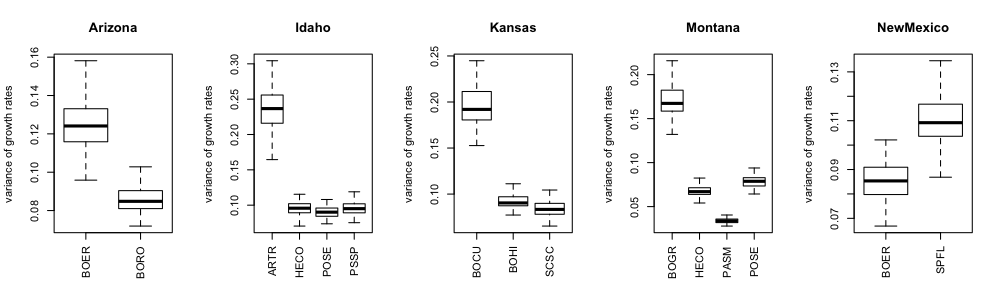 Arizona
variance of growth rates
0.16
0.14
0.12
0.10
0.08
BOER
BORO
Idaho
variance of growth rates
0.30
0.25
0.20
0.15
0.10
ARTR
HECO
POSE
PSSP
Kansas
variance of growth rates
0.25
0.20
0.15
0.10
BOCU
BOHI
SCSC
Montana
variance of growth rates
0.20
0.15
0.10
0.05
BOGR
HECO
PASM
POSE
NewMexico
variance of growth rates
0.13
0.11
0.09
0.07
BOER
SPFL